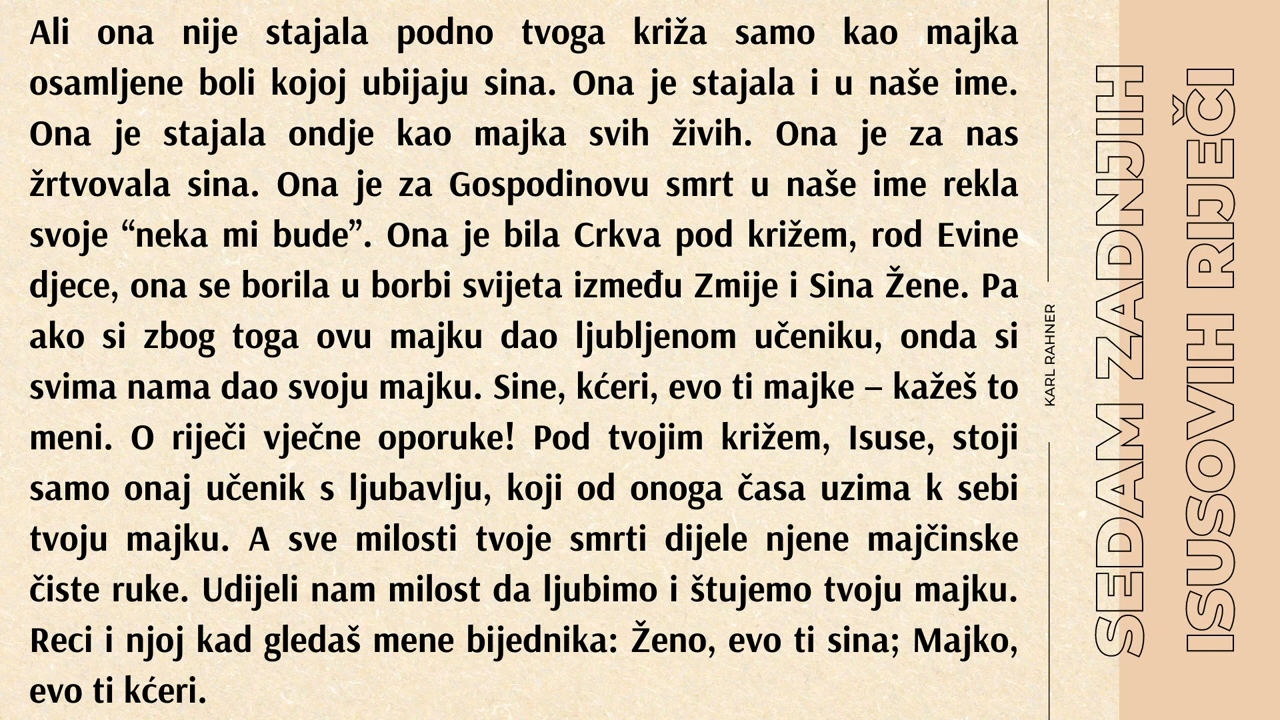 Ali ona nije stajala podno tvoga križa samo kao majka
osamljene boli kojoj ubijaju sina. Ona je stajala i u naše ime.
Ona je stajala ondje kao majka svih živih. Ona je za nas
žrtvovala sina. Ona je za Gospodinovu smrt u naše ime rekla
svoje “neka mi bude”. Ona je bila Crkva pod križem, rod Evine
djece, ona se borila u borbi svijeta između Zmije i Sina Žene. Pa
ako si zbog toga ovu majku dao ljubljenom učeniku, onda si
svima nama dao svoju majku. Sine, kćeri, evo ti majke – kažeš to
meni. O riječi vječne oporuke! Pod tvojim križem, Isuse, stoji
samo onaj učenik s ljubavlju, koji od onoga časa uzima k sebi
tvoju majku. A sve milosti tvoje smrti dijele njene majčinske
čiste ruke. Udijeli nam milost da ljubimo i štujemo tvoju majku.
Reci i njoj kad gledaš mene bijednika: Ženo, evo ti sina; Majko,
evo ti kćeri.
KARL RAHNER
SEDAM ZADNJIH
ISUSOVIH RIJEČI